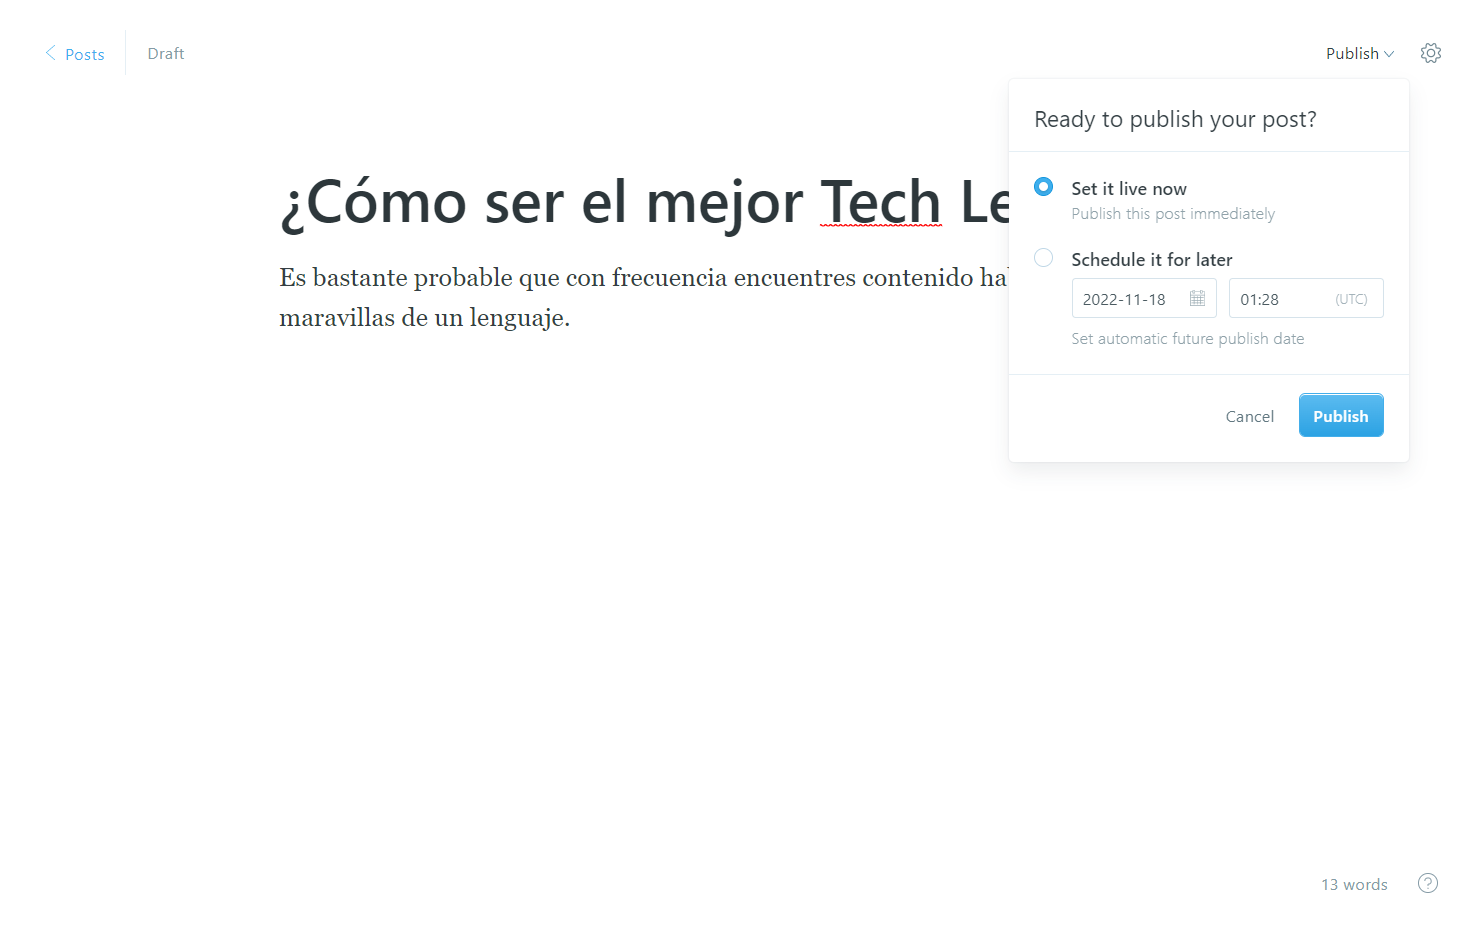 Posts
Draft
Publish
Ready to publish your post?
¿Cómo ser el mejor Tech
Set it live now
Publish this post immediately
Es bastante probable que con frecuencia encuentres contenido
maravillas de un lenguaje.
Schedule it for later
2022-11-18
01:28
(UTC)
Set automatic future publish date
Cancel
Publish
13 words
?